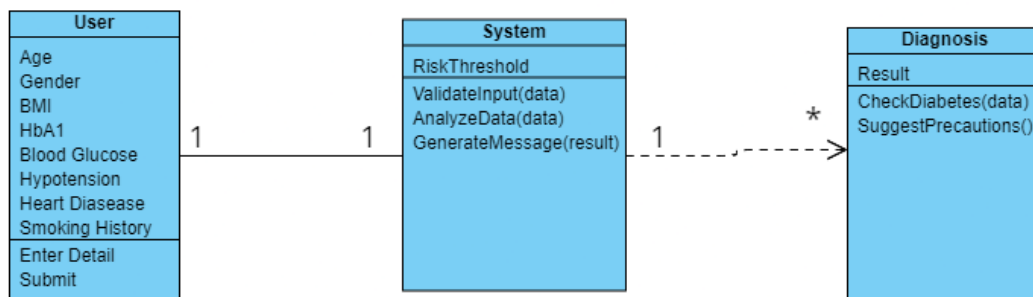 User
Age
Gender
BMI
HbA1
Blood Glucose
Hypotension
Heart Diasease
Smoking History
Enter Detail
Submit
1
1
System
RiskThreshold
ValidateInput(data)
AnalyzeData(data)
GenerateMessage(result)
1
*
Diagnosis
Result
CheckDiabetes(data)
SuggestPrecautions()